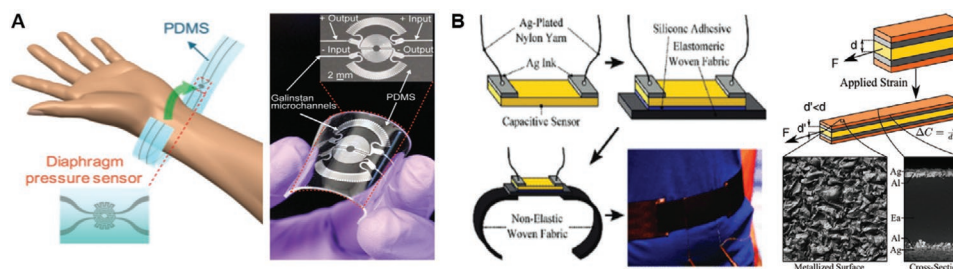 A
PDMS
Diaphragm
pressure sensor
+ Output
+ Input
- Input
- Output
2 mm
Galinstan
microchannels
PDMS
B
Ag-Plated
Nylon Yarn
Ag Ink
Capacitive Sensor
Silicone Adhesive
Elastomeric
Woven Fabric
Non-Elastic
Woven Fabric
d
F
Applied Strain
d'<d
d'
F
ΔC =
Ag
Al
Ea
Al
Ag
Metallized Surface